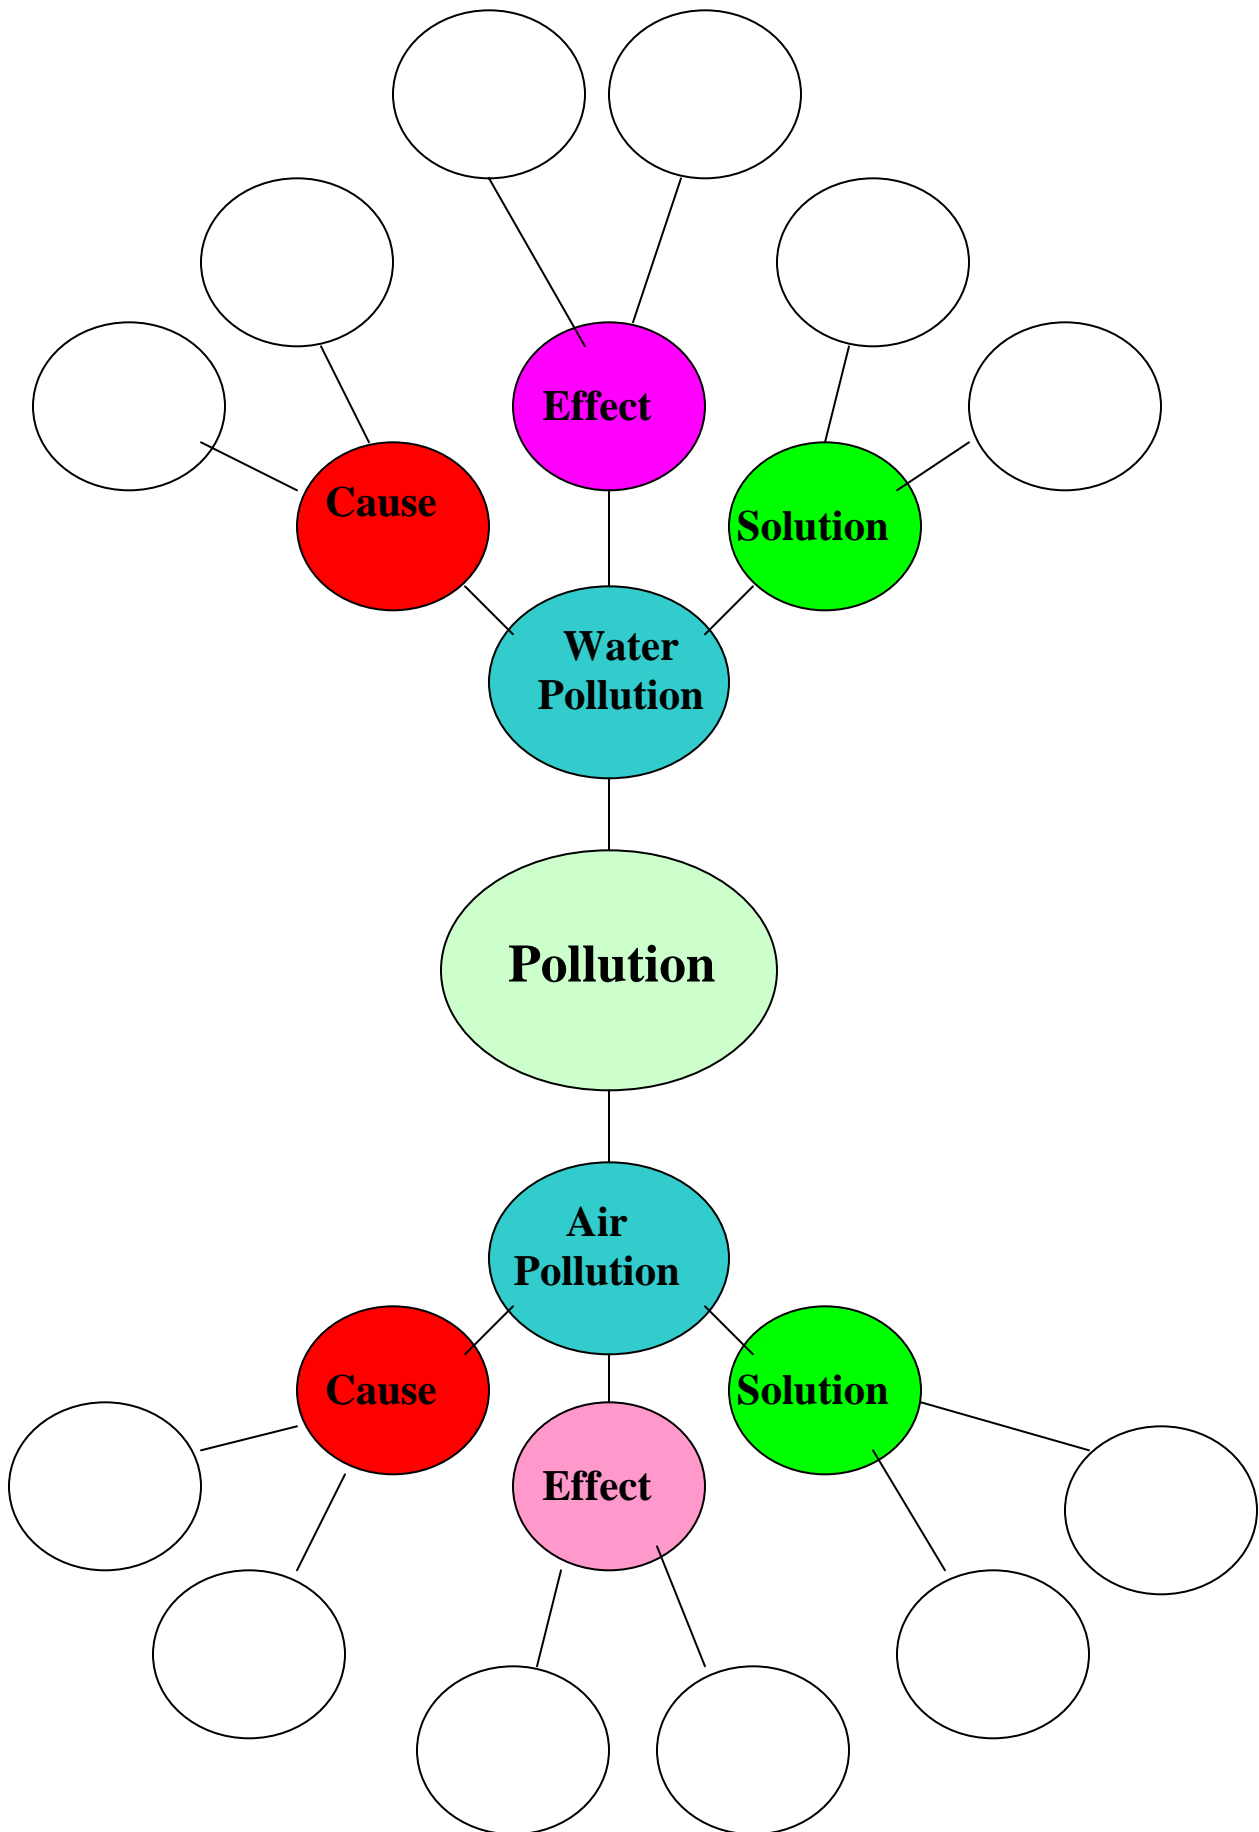 Effect
Cause
Solution
Water
Pollution
Pollution
Air
Pollution
Cause
Solution
Effect